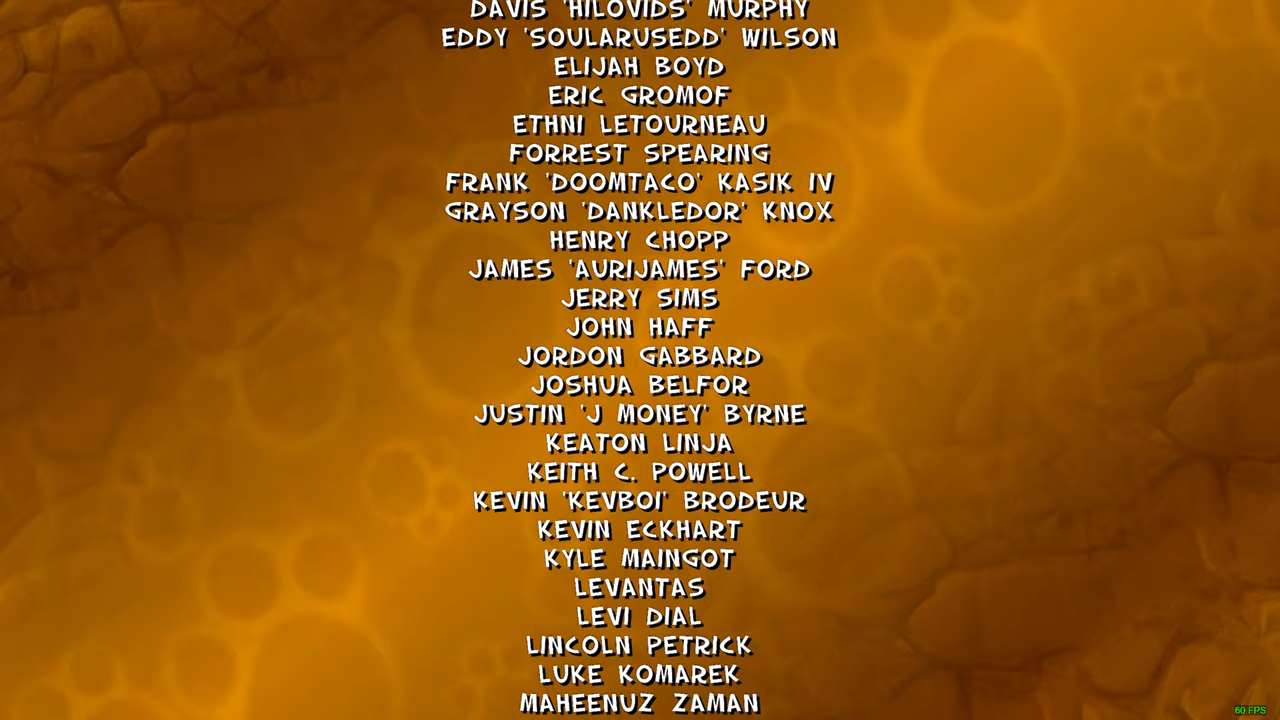 DAVIS 'HILOVIDS' MURPHY
EDDY 'SOULARUSEDD' WILSON
ELIJAH BOYD
ERIC GROMOF
ETHNI LETOURNEAU
FORREST SPEARING
FRANK 'DOOMTACO' KASIK IV
GRAYSON 'DANKLEDOR' KNOX
HENRY CHOPP
JAMES 'AURIJAMES' FORD
JERRY SIMS
JOHN HAFF
JORDON GABBARD
JOSHUA BELFOR
JUSTIN 'J MONEY' BYRNE
KEATON LINJA
KEITH C. POWELL
KEVIN 'KEVBOI' BRODEUR
KEVIN ECKHART
KYLE MAINGOT
LEVANTAS
LEVI DIAL
LINCOLN PETRICK
LUKE KOMAREK
MAHEENUZ ZAMAN
60 FPS